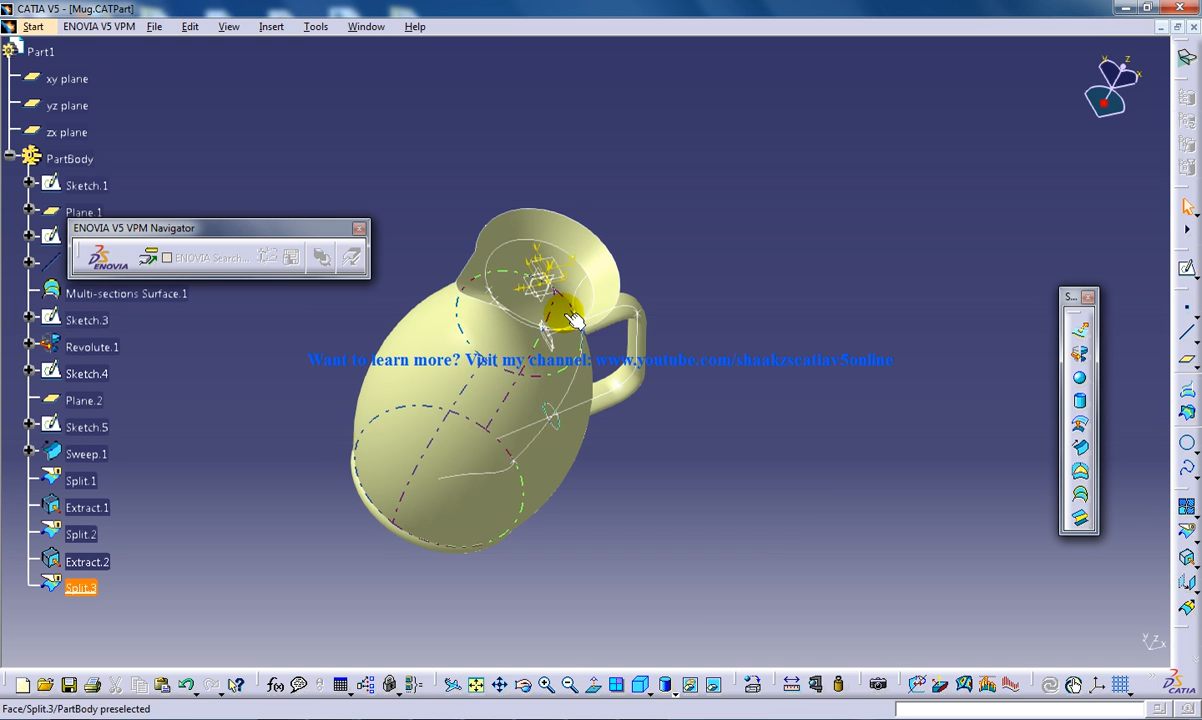 CATIA V5 - [Mug.CATPart]
Start ENOVIA V5 VPM File Edit View Insert Tools Window Help
Part1
xy plane
yz plane
zx plane
PartBody
Sketch.1
Plane.1
ENOVIA V5 VPM Navigator
ENOVIA
ENOVIA Search...
Multi-sections Surface.1
Sketch.3
Revolute.1
Sketch.4
Plane.2
Sketch.5
Sweep.1
Split.1
Extract.1
Split.2
Extract.2
Split.3
Want to learn more? Visit my channel: www.youtube.com/shaakzscatiav5online
S...
y z x
y z x
f(x)
CATIA
Face/Split.3/PartBody preselected